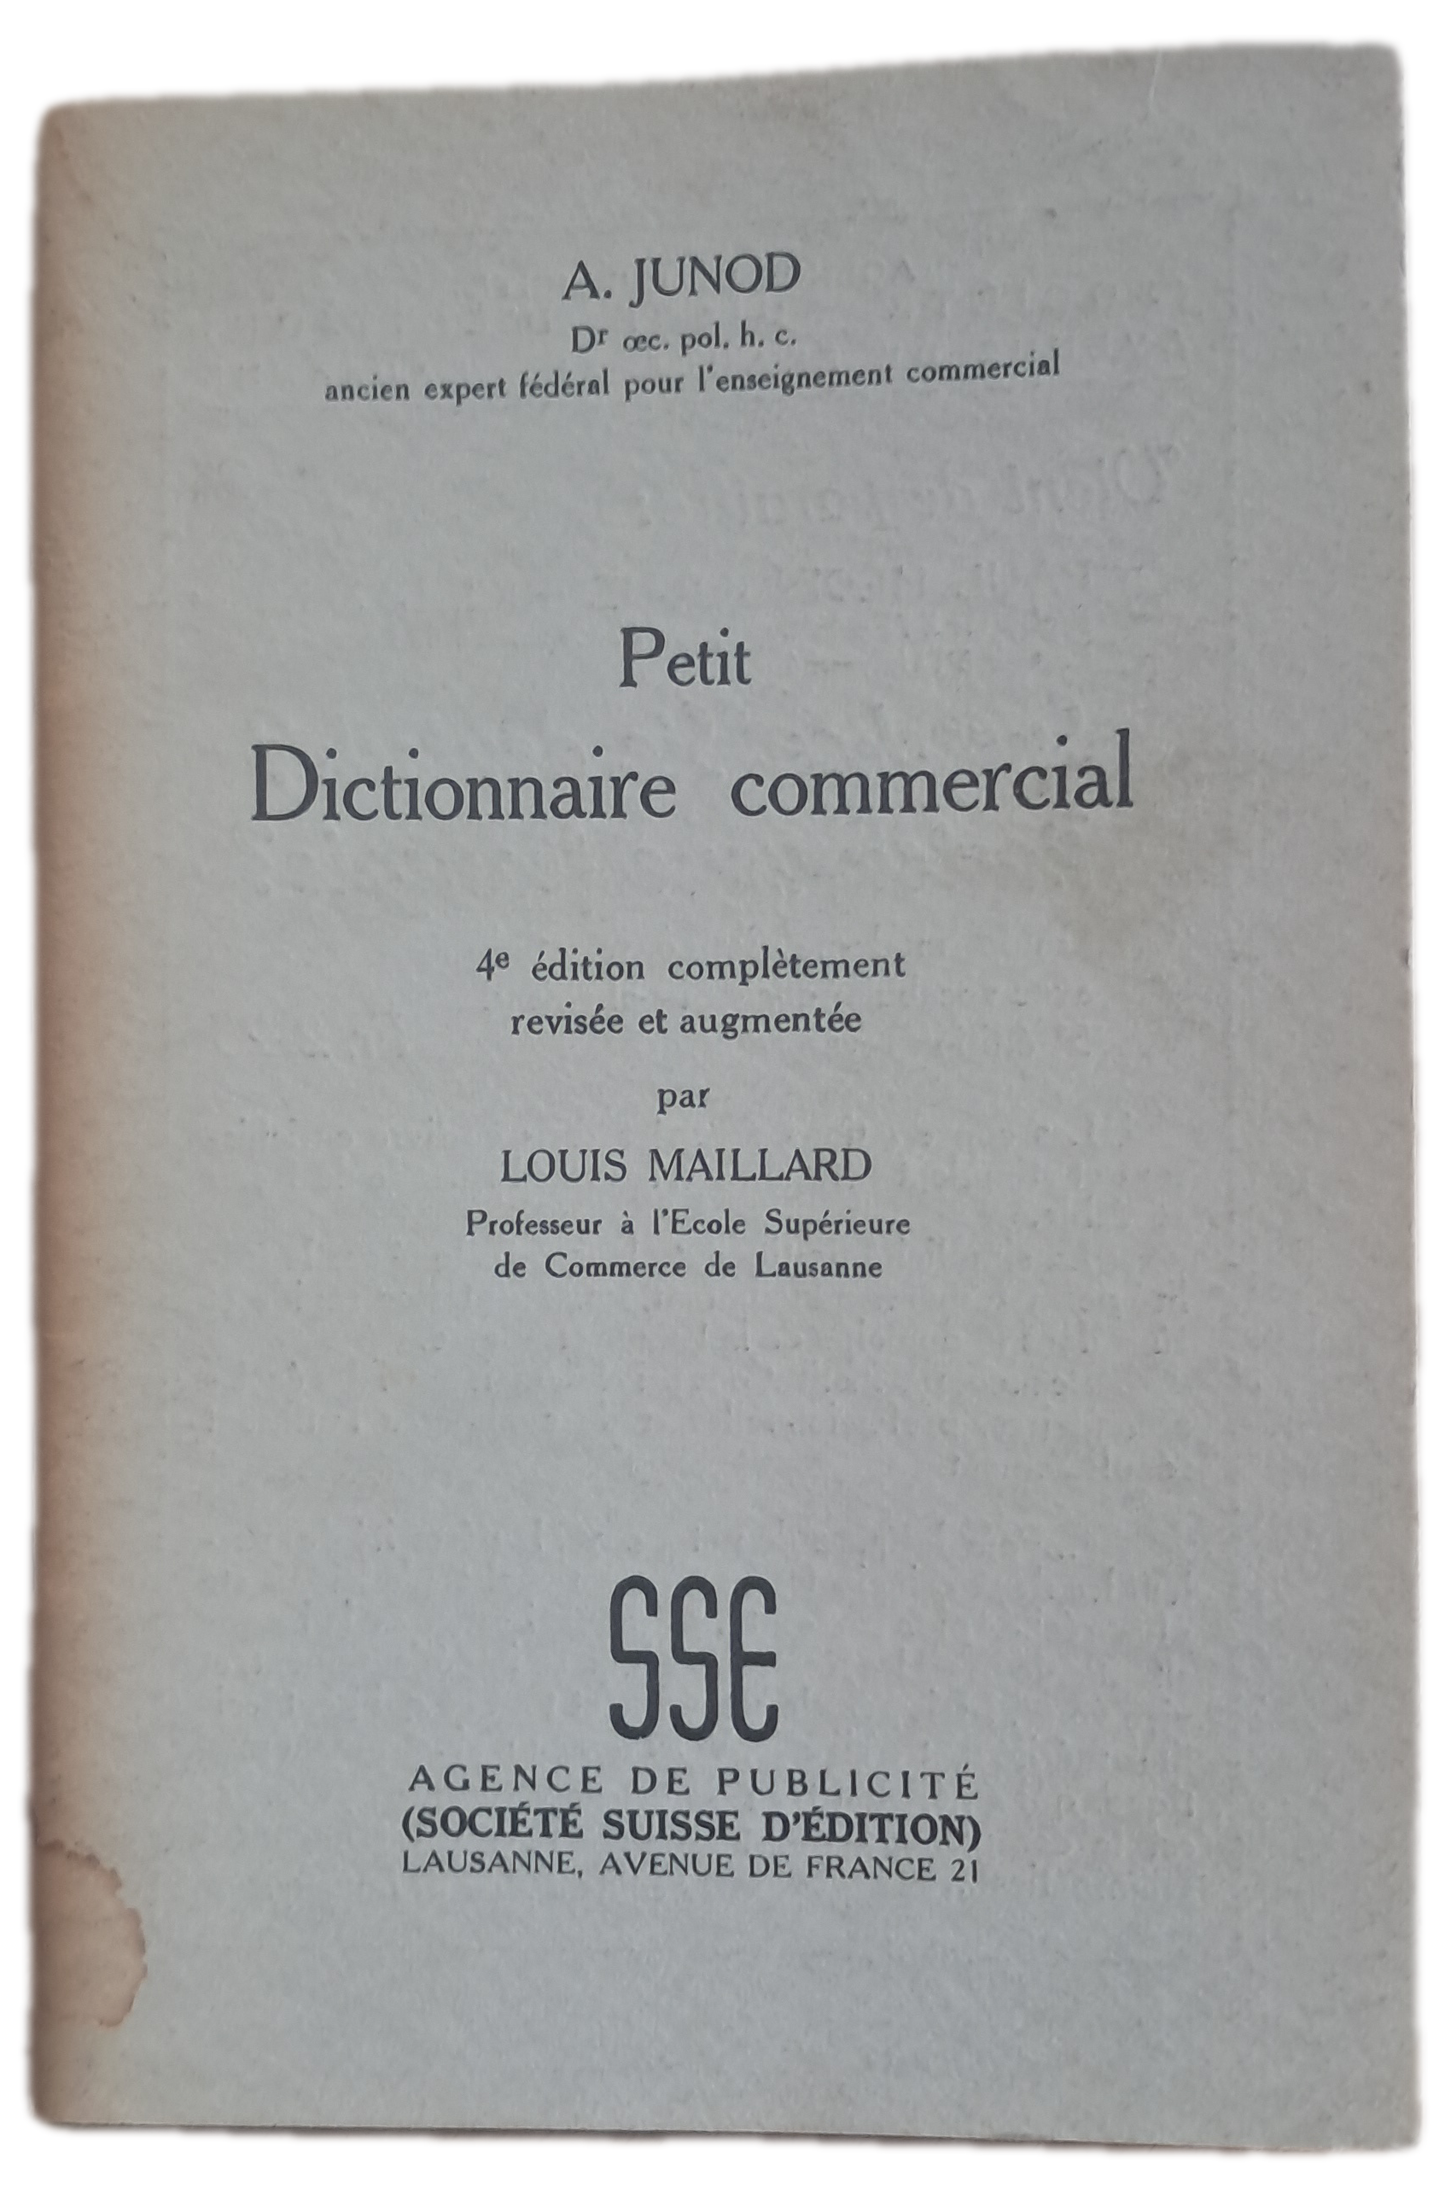 A. JUNOD
Dr œc. pol. h. c.
ancien expert fédéral pour l'enseignement commercial
Petit
Dictionnaire commercial
4e édition complètement
revisée et augmentée
par
LOUIS MAILLARD
Professeur à l'Ecole Supérieure
de Commerce de Lausanne
SSE
AGENCE DE PUBLICITÉ
(SOCIÉTÉ SUISSE D'ÉDITION)
LAUSANNE, AVENUE DE FRANCE 21